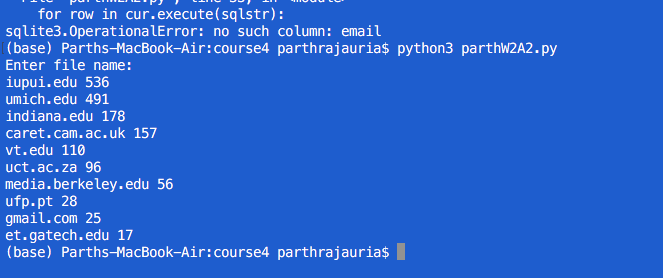 for row in cur.execute(sqlstr):
sqlite3.OperationalError: no such column: email
(base) Parths-MacBook-Air:course4 parthrajauria$ python3 parthW2A2.py
Enter file name:
iupui.edu 536
umich.edu 491
indiana.edu 178
caret.cam.ac.uk 157
vt.edu 110
uct.ac.za 96
media.berkeley.edu 56
ufp.pt 28
gmail.com 25
et.gatech.edu 17
(base) Parths-MacBook-Air:course4 parthrajauria$